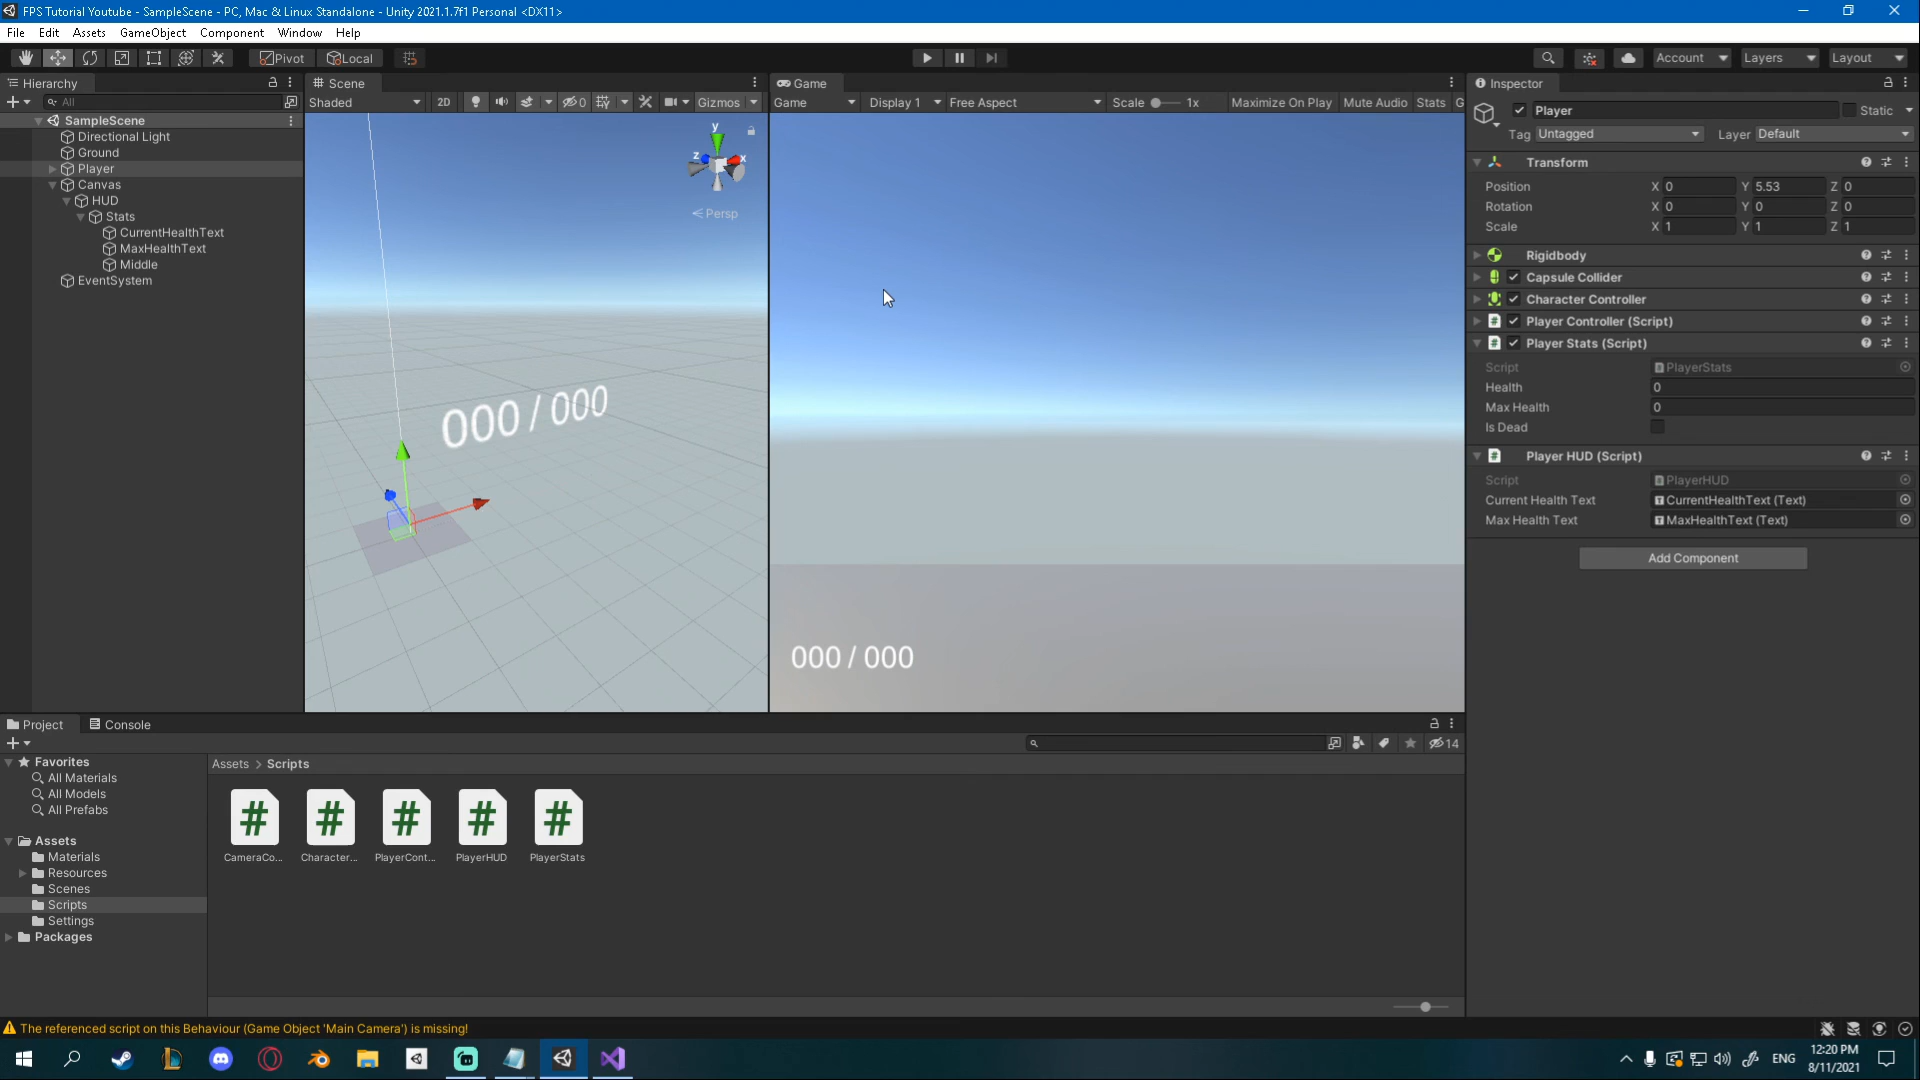 FPS Tutorial Youtube - SampleScene - PC, Mac & Linux Standalone - Unity 2021.1.7f1 Personal <DX11>
File Edit Assets GameObject Component Window Help
Pivot Local Account Layers Layout
Hierarchy
All
SampleScene
Directional Light
Ground
Player
Canvas
HUD
Stats
CurrentHealthText
MaxHealthText
Middle
EventSystem
Scene
Shaded 2D 0 Gizmos
y
z x
Persp
000 / 000
Game
Game Display 1 Free Aspect Scale 1x Maximize On Play Mute Audio Stats G
000 / 000
Inspector
Player Static
Tag Untagged Layer Default
Transform
Position X 0 Y 5.53 Z 0
Rotation X 0 Y 0 Z 0
Scale X 1 Y 1 Z 1
Rigidbody
Capsule Collider
Character Controller
# Player Controller (Script)
# Player Stats (Script)
Script PlayerStats
Health 0
Max Health 0
Is Dead
# Player HUD (Script)
Script PlayerHUD
Current Health Text CurrentHealthText (Text)
Max Health Text MaxHealthText (Text)
Add Component
Project Console
14
Favorites
All Materials
All Models
All Prefabs
Assets
Materials
Resources
Scenes
Scripts
Settings
Packages
Assets > Scripts
# # # # #
CameraCo... Character... PlayerCont... PlayerHUD PlayerStats
The referenced script on this Behaviour (Game Object 'Main Camera') is missing!
ENG
12:20 PM
8/11/2021